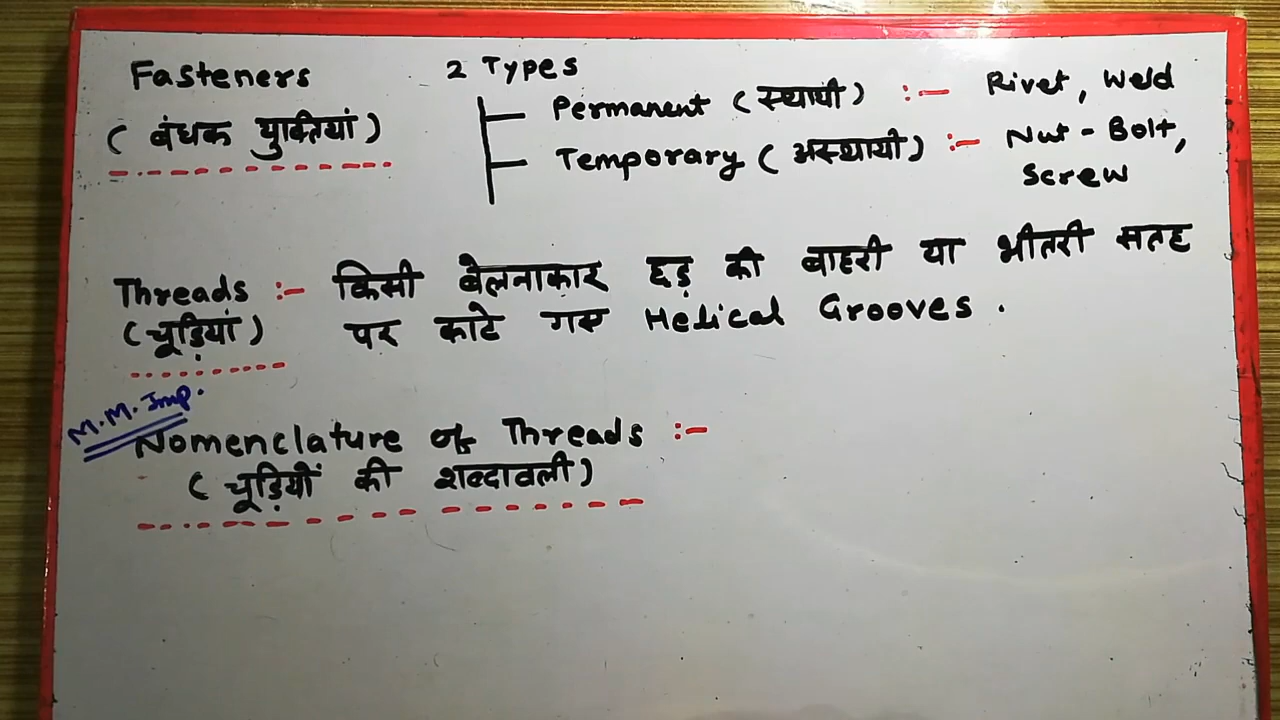 Fasteners
(बंधक युक्तियां)
2 Types
Permanent (स्थायी) :- Rivet, Weld
Temporary (अस्थायी) :- Nut - Bolt,
Screw
Threads :- किसी बेलनाकार छड़ की बाहरी या भीतरी सतह
(चूड़ियां) पर काटे गए Helical Grooves .
M.M. Imp.
Nomenclature of Threads :-
(चूड़ियों की शब्दावली)